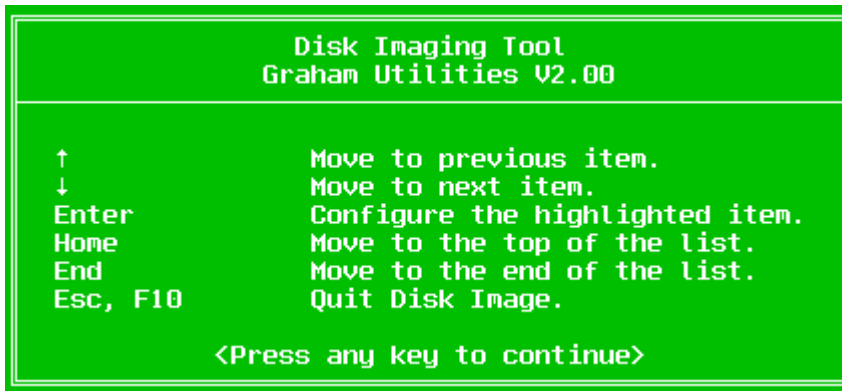 Disk Imaging Tool
Graham Utilities V2.00
↑ Move to previous item.
↓ Move to next item.
Enter Configure the highlighted item.
Home Move to the top of the list.
End Move to the end of the list.
Esc, F10 Quit Disk Image.
<Press any key to continue>